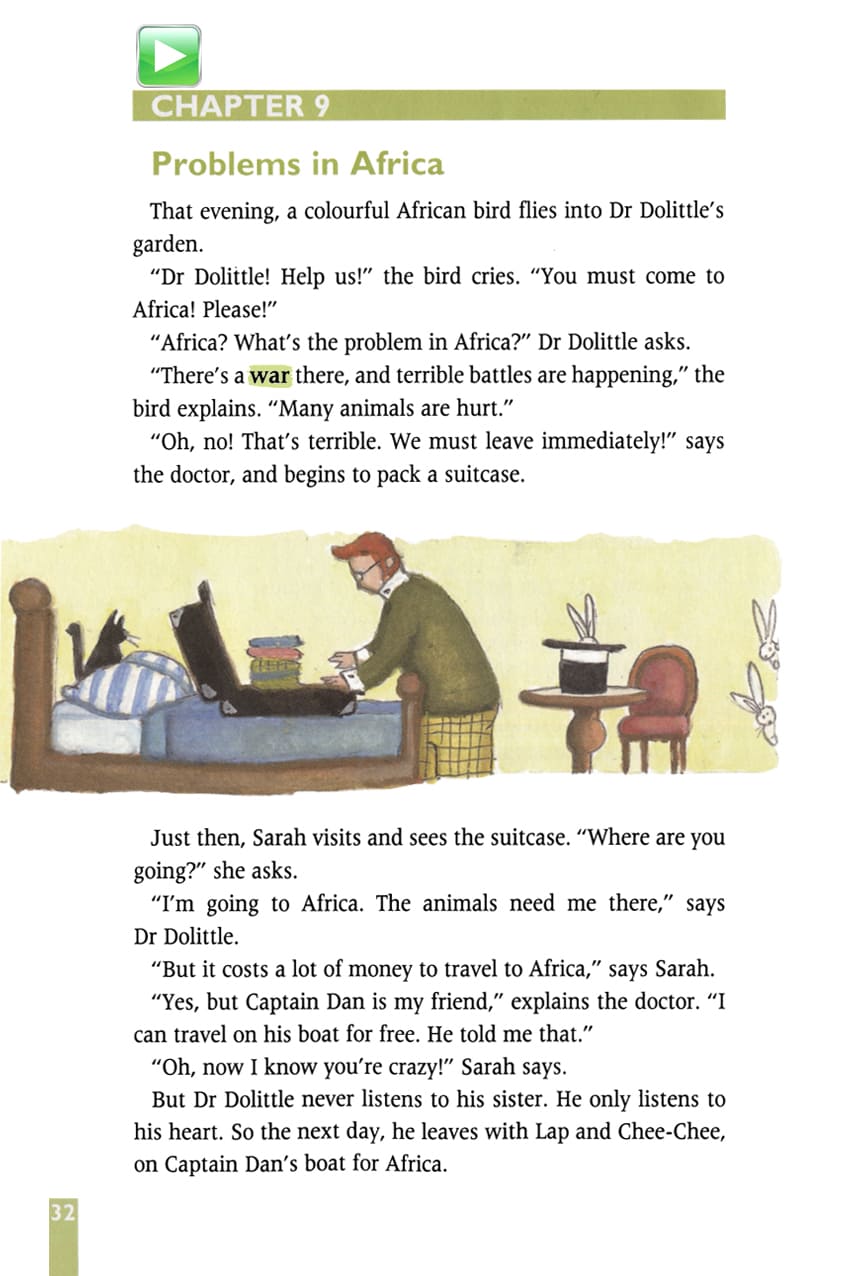 CHAPTER 9
Problems in Africa
That evening, a colourful African bird flies into Dr Dolittle's
garden.
"Dr Dolittle! Help us!" the bird cries. "You must come to
Africa! Please!"
"Africa? What's the problem in Africa?" Dr Dolittle asks.
"There's a war there, and terrible battles are happening," the
bird explains. "Many animals are hurt."
"Oh, no! That's terrible. We must leave immediately!" says
the doctor, and begins to pack a suitcase.
Just then, Sarah visits and sees the suitcase. "Where are you
going?" she asks.
"I'm going to Africa. The animals need me there," says
Dr Dolittle.
"But it costs a lot of money to travel to Africa," says Sarah.
"Yes, but Captain Dan is my friend," explains the doctor. "I
can travel on his boat for free. He told me that."
"Oh, now I know you're crazy!" Sarah says.
But Dr Dolittle never listens to his sister. He only listens to
his heart. So the next day, he leaves with Lap and Chee-Chee,
on Captain Dan's boat for Africa.
32